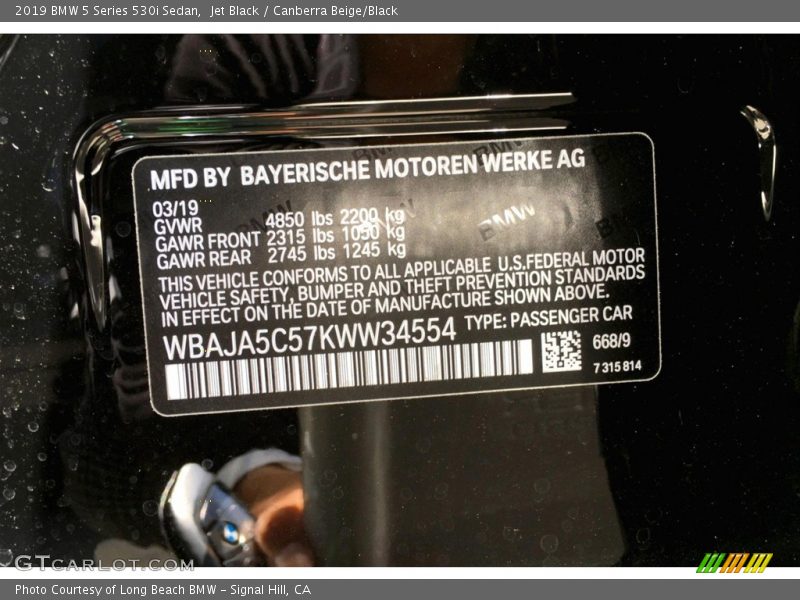 2019 BMW 5 Series 530i Sedan,  Jet Black / Canberra Beige/Black
MFD BY BAYERISCHE MOTOREN WERKE AG
03/19
GVWR 4850 lbs 2200 kg
GAWR FRONT 2315 lbs 1050 kg
GAWR REAR 2745 lbs 1245 kg
THIS VEHICLE CONFORMS TO ALL APPLICABLE U.S.FEDERAL MOTOR
VEHICLE SAFETY, BUMPER AND THEFT PREVENTION STANDARDS
IN EFFECT ON THE DATE OF MANUFACTURE SHOWN ABOVE.
WBAJA5C57KWW34554 TYPE: PASSENGER CAR
668/9
7 315 814
BMW
GTCARLOT.COM
Photo Courtesy of Long Beach BMW - Signal Hill, CA